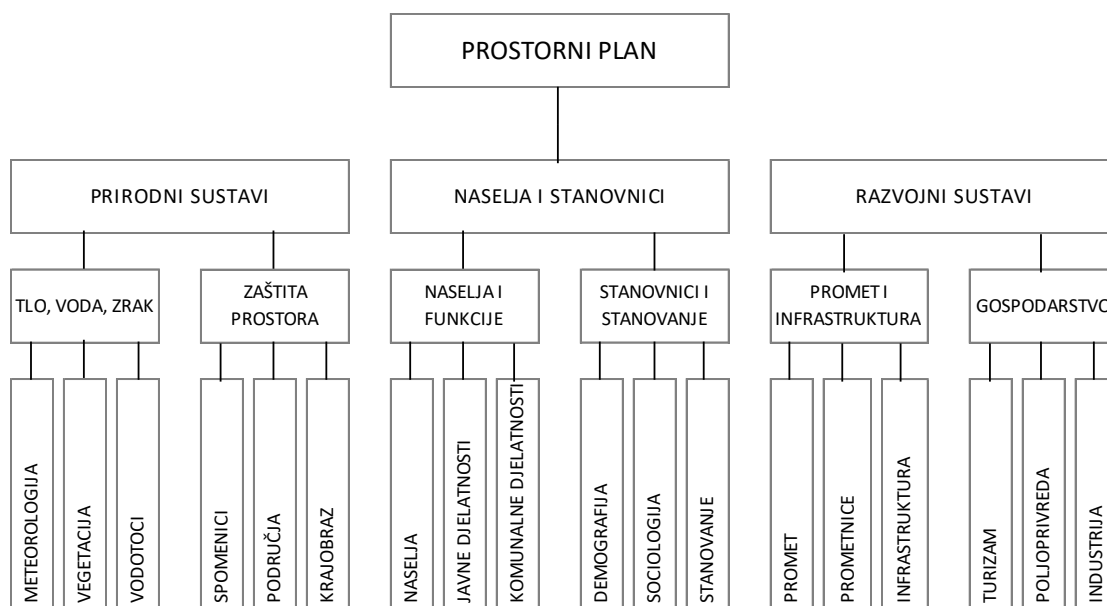 PROSTORNI PLAN
PRIRODNI SUSTAVI
NASELJA I STANOVNICI
RAZVOJNI SUSTAVI
TLO, VODA, ZRAK
ZAŠTITA
PROSTORA
NASELJA I
FUNKCIJE
STANOVNICI I
STANOVANJE
PROMET I
INFRASTRUKTURA
GOSPODARSTVO
METEOROLOGIJA
VEGETACIJA
VODOTOCI
SPOMENICI
PODRUČJA
KRAJOBRAZ
NASELJA
JAVNE DJELATNOSTI
KOMUNALNE DJELATNOSTI
DEMOGRAFIJA
SOCIOLOGIJA
STANOVANJE
PROMET
PROMETNICE
INFRASTRUKTURA
TURIZAM
POLJOPRIVREDA
INDUSTRIJA